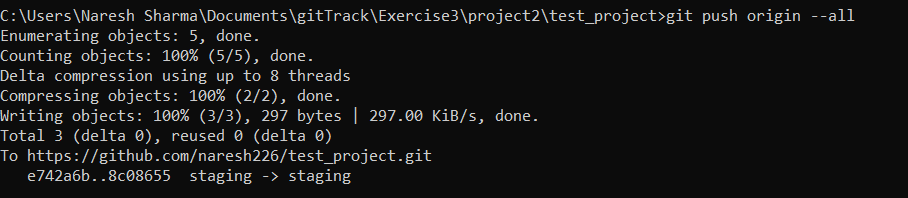 C:\Users\Naresh Sharma\Documents\gitTrack\Exercise3\project2\test_project>git push origin --all
Enumerating objects: 5, done.
Counting objects: 100% (5/5), done.
Delta compression using up to 8 threads
Compressing objects: 100% (2/2), done.
Writing objects: 100% (3/3), 297 bytes | 297.00 KiB/s, done.
Total 3 (delta 0), reused 0 (delta 0)
To https://github.com/naresh226/test_project.git
   e742a6b..8c08655  staging -> staging